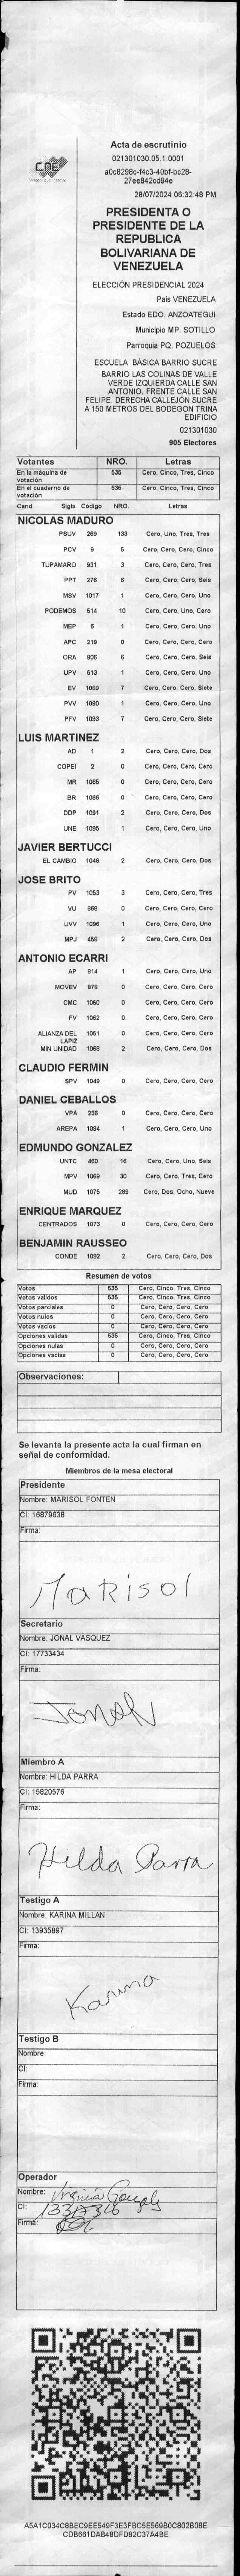 CNE
Acta de escrutinio
021301030.05.1.0001
a0c8298c-f4c3-40bf-bc28-
27ee842cd94e
28/07/2024 06:32:48 PM
PRESIDENTA O
PRESIDENTE DE LA
REPUBLICA
BOLIVARIANA DE
VENEZUELA
ELECCIÓN PRESIDENCIAL 2024
Pais VENEZUELA
Estado EDO. ANZOATEGUI
Municipio MP. SOTILLO
Parroquia PQ. POZUELOS
ESCUELA BÁSICA BARRIO SUCRE
BARRIO LAS COLINAS DE VALLE
VERDE IZQUIERDA CALLE SAN
ANTONIO. FRENTE CALLE SAN
FELIPE. DERECHA CALLEJÓN SUCRE
A 150 METROS DEL BODEGON TRINA
EDIFICIO
021301030
905 Electores
Votantes NRO. Letras
En la máquina de votación 535 Cero, Cinco, Tres, Cinco
En el cuaderno de votación 535 Cero, Cinco, Tres, Cinco
Cand. Sigla Código NRO. Letras
NICOLAS MADURO
PSUV 269 133 Cero, Uno, Tres, Tres
PCV 9 5 Cero, Cero, Cero, Cinco
TUPAMARO 931 3 Cero, Cero, Cero, Tres
PPT 276 6 Cero, Cero, Cero, Seis
MSV 1017 1 Cero, Cero, Cero, Uno
PODEMOS 514 10 Cero, Cero, Uno, Cero
MEP 6 1 Cero, Cero, Cero, Uno
APC 219 0 Cero, Cero, Cero, Cero
ORA 906 6 Cero, Cero, Cero, Seis
UPV 513 1 Cero, Cero, Cero, Uno
EV 1089 7 Cero, Cero, Cero, Siete
PVV 1090 1 Cero, Cero, Cero, Uno
PFV 1093 7 Cero, Cero, Cero, Siete
LUIS MARTINEZ
AD 1 2 Cero, Cero, Cero, Dos
COPEI 2 0 Cero, Cero, Cero, Cero
MR 1065 0 Cero, Cero, Cero, Cero
BR 1066 0 Cero, Cero, Cero, Cero
DDP 1091 2 Cero, Cero, Cero, Dos
UNE 1095 1 Cero, Cero, Cero, Uno
JAVIER BERTUCCI
EL CAMBIO 1048 2 Cero, Cero, Cero, Dos
JOSE BRITO
PV 1053 3 Cero, Cero, Cero, Tres
VU 868 0 Cero, Cero, Cero, Cero
UVV 1096 1 Cero, Cero, Cero, Uno
MPJ 458 2 Cero, Cero, Cero, Dos
ANTONIO ECARRI
AP 814 1 Cero, Cero, Cero, Uno
MOVEV 878 0 Cero, Cero, Cero, Cero
CMC 1050 0 Cero, Cero, Cero, Cero
FV 1062 0 Cero, Cero, Cero, Cero
ALIANZA DEL LAPIZ 1051 0 Cero, Cero, Cero, Cero
MIN UNIDAD 1068 2 Cero, Cero, Cero, Dos
CLAUDIO FERMIN
SPV 1049 0 Cero, Cero, Cero, Cero
DANIEL CEBALLOS
VPA 236 0 Cero, Cero, Cero, Cero
AREPA 1094 1 Cero, Cero, Cero, Uno
EDMUNDO GONZALEZ
UNTC 460 16 Cero, Cero, Uno, Seis
MPV 1069 30 Cero, Cero, Tres, Cero
MUD 1075 289 Cero, Dos, Ocho, Nueve
ENRIQUE MARQUEZ
CENTRADOS 1073 0 Cero, Cero, Cero, Cero
BENJAMIN RAUSSEO
CONDE 1092 2 Cero, Cero, Cero, Dos
Resumen de votos
Votos 535 Cero, Cinco, Tres, Cinco
Votos validos 535 Cero, Cinco, Tres, Cinco
Votos parciales 0 Cero, Cero, Cero, Cero
Votos nulos 0 Cero, Cero, Cero, Cero
Votos vacios 0 Cero, Cero, Cero, Cero
Opciones validas 535 Cero, Cinco, Tres, Cinco
Opciones nulas 0 Cero, Cero, Cero, Cero
Opciones vacias 0 Cero, Cero, Cero, Cero
Observaciones:
Se levanta la presente acta la cual firman en
señal de conformidad.
Miembros de la mesa electoral
Presidente
Nombre: MARISOL FONTEN
CI: 16879638
Firma:
Marisol
Secretario
Nombre: JONAL VASQUEZ
CI: 17733434
Firma:
Jonal
Miembro A
Nombre: HILDA PARRA
CI: 15820576
Firma:
Hilda Parra
Testigo A
Nombre: KARINA MILLAN
CI: 13935897
Firma:
Karina
Testigo B
Nombre:
CI:
Firma:
Operador
Nombre:
CI:
Firma:
A5A1C034C8BEC9EE549F3E3FBC5E569B0C802B08E
CDB661DAB48DFD82C37A4BE